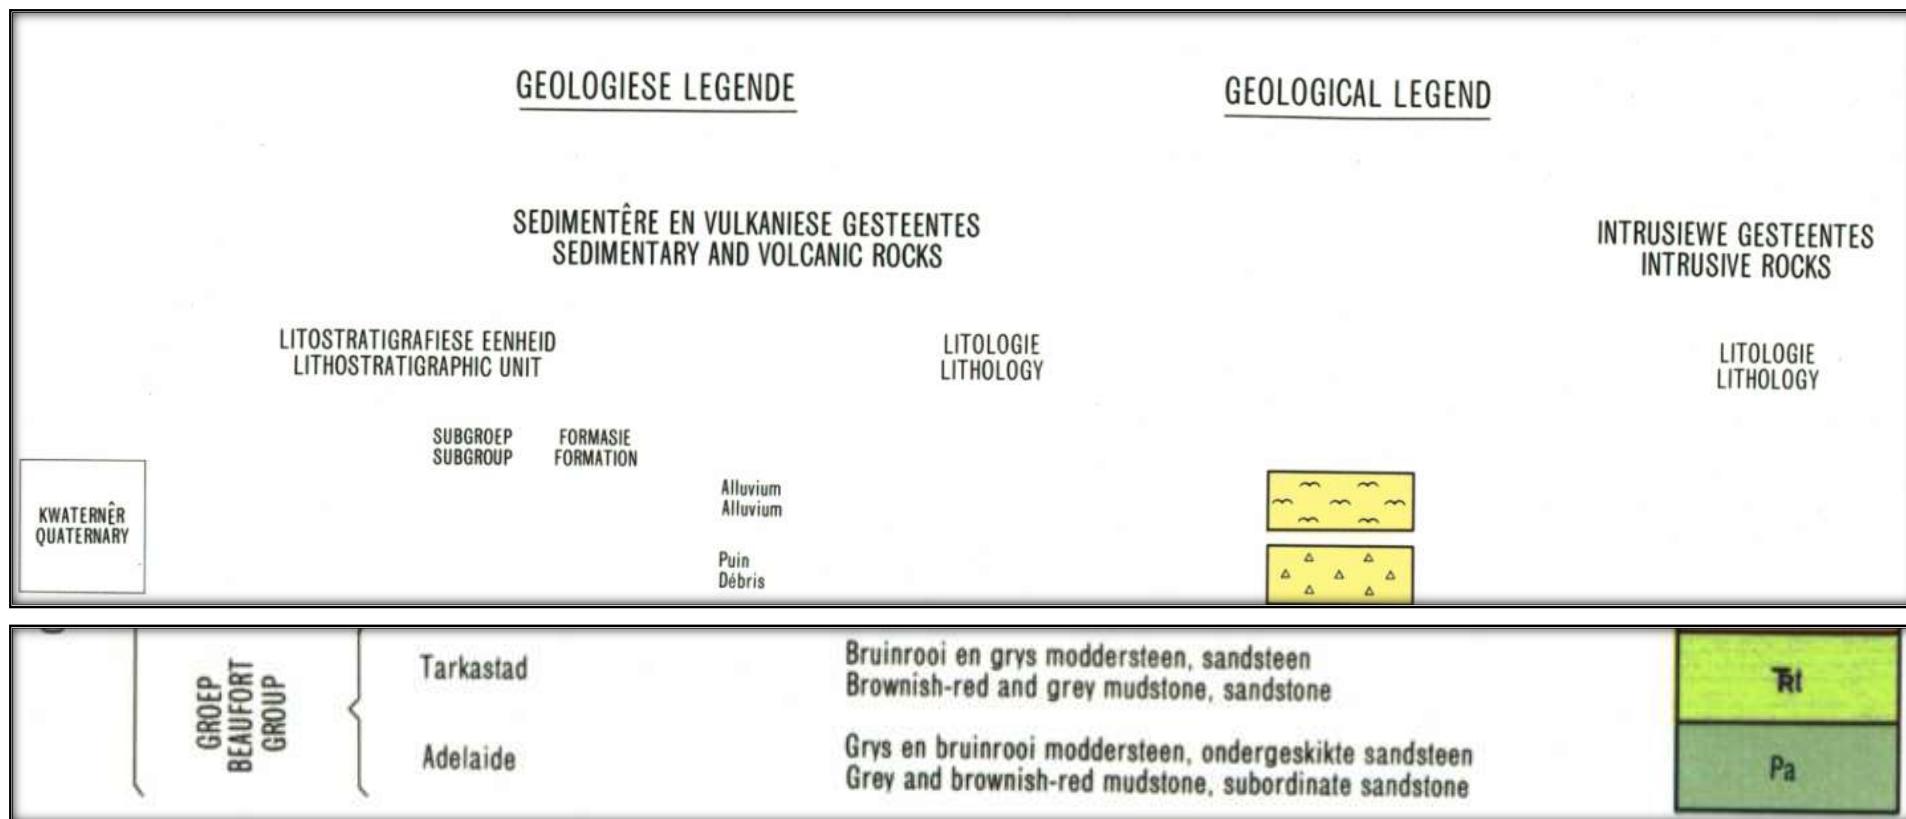 GEOLOGIESE LEGENDE
GEOLOGICAL LEGEND
SEDIMENTÊRE EN VULKANIESE GESTEENTES
SEDIMENTARY AND VOLCANIC ROCKS
INTRUSIEWE GESTEENTES
INTRUSIVE ROCKS
LITOSTRATIGRAFIESE EENHEID
LITHOSTRATIGRAPHIC UNIT
LITOLOGIE
LITHOLOGY
LITOLOGIE
LITHOLOGY
SUBGROEP
SUBGROUP
FORMASIE
FORMATION
KWATERNÊR
QUATERNARY
Alluvium
Alluvium
Puin
Débris
GROEP
BEAUFORT
GROUP
Tarkastad
Bruinrooi en grys moddersteen, sandsteen
Brownish-red and grey mudstone, sandstone
Adelaide
Grys en bruinrooi moddersteen, ondergeskikte sandsteen
Grey and brownish-red mudstone, subordinate sandstone
Pa